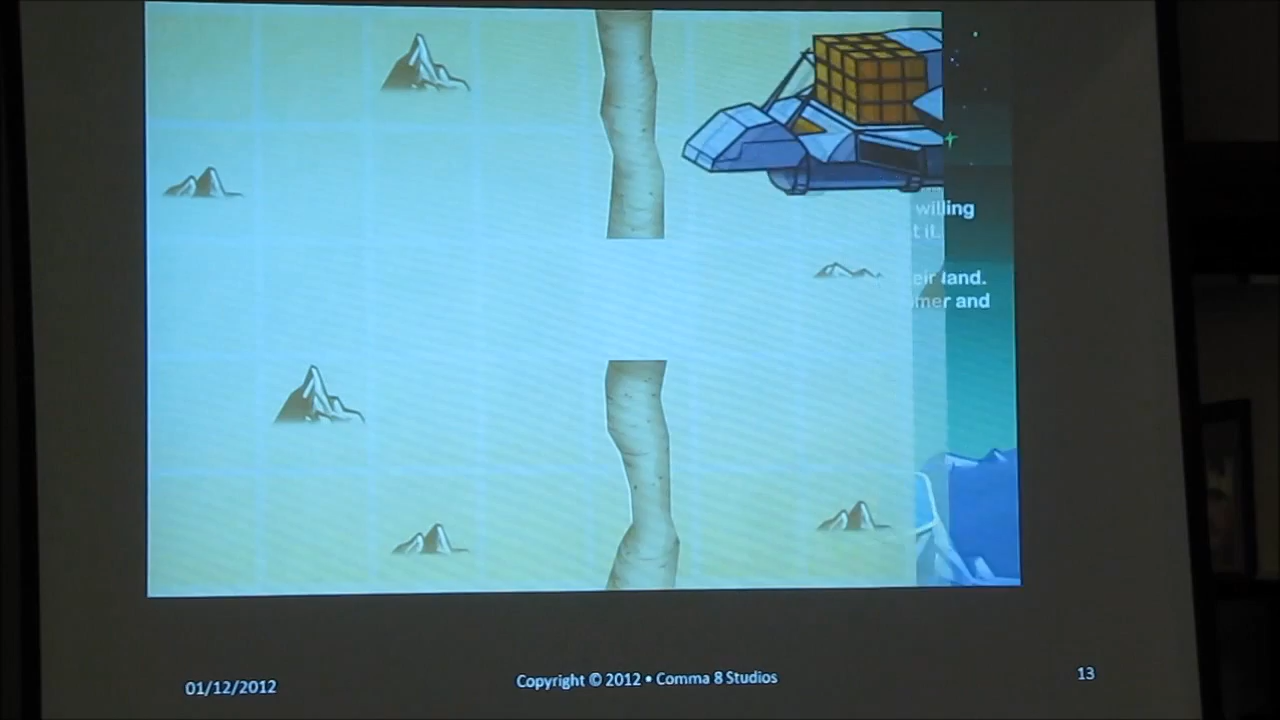 willing
t it.
eir land.
mer and
01/12/2012
Copyright © 2012 • Comma 8 Studios
13